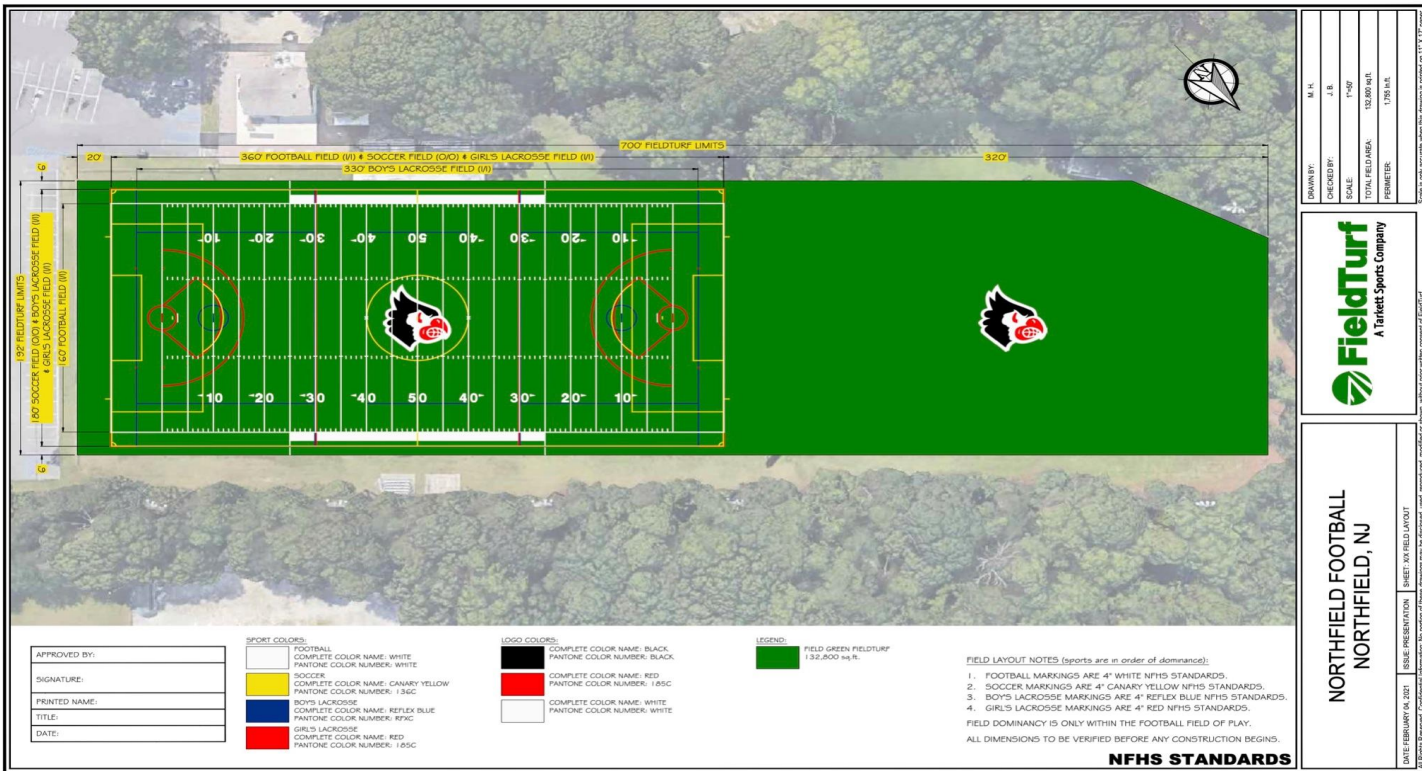 700' FIELDTURF LIMITS
20'
360' FOOTBALL FIELD (I/I) & SOCCER FIELD (O/O) & GIRL'S LACROSSE FIELD (I/I)
320'
330' BOYS LACROSSE FIELD (I/I)
6'
192' FIELDTURF LIMITS
180' SOCCER FIELD (O/O) & BOYS LACROSSE FIELD (I/I)
& GIRLS LACROSSE FIELD (I/I)
160' FOOTBALL FIELD (I/I)
6'
10 20 30 40 50 40 30 20 10
10 20 30 40 50 40 30 20 10
N
APPROVED BY:
SIGNATURE:
PRINTED NAME:
TITLE:
DATE:
SPORT COLORS:
FOOTBALL
COMPLETE COLOR NAME: WHITE
PANTONE COLOR NUMBER: WHITE
SOCCER
COMPLETE COLOR NAME: CANARY YELLOW
PANTONE COLOR NUMBER: 136C
BOY'S LACROSSE
COMPLETE COLOR NAME: REFLEX BLUE
PANTONE COLOR NUMBER: RFXC
GIRL'S LACROSSE
COMPLETE COLOR NAME: RED
PANTONE COLOR NUMBER: 185C
LOGO COLORS:
COMPLETE COLOR NAME: BLACK
PANTONE COLOR NUMBER: BLACK
COMPLETE COLOR NAME: RED
PANTONE COLOR NUMBER: 185C
COMPLETE COLOR NAME: WHITE
PANTONE COLOR NUMBER: WHITE
LEGEND:
FIELD GREEN FIELDTURF
132,800 sq.ft.
FIELD LAYOUT NOTES (sports are in order of dominance):
1. FOOTBALL MARKINGS ARE 4" WHITE NFHS STANDARDS.
2. SOCCER MARKINGS ARE 4" CANARY YELLOW NFHS STANDARDS.
3. BOY'S LACROSSE MARKINGS ARE 4" REFLEX BLUE NFHS STANDARDS.
4. GIRL'S LACROSSE MARKINGS ARE 4" RED NFHS STANDARDS.
FIELD DOMINANCY IS ONLY WITHIN THE FOOTBALL FIELD OF PLAY.
ALL DIMENSIONS TO BE VERIFIED BEFORE ANY CONSTRUCTION BEGINS.
NFHS STANDARDS
DRAWN BY: M. H.
CHECKED BY: J. B.
SCALE: 1"=50'
TOTAL FIELD AREA: 132,800 sq.ft.
PERIMETER: 1,755 ln.ft.
FieldTurf
A Tarkett Sports Company
NORTHFIELD FOOTBALL
NORTHFIELD, NJ
DATE: FEBRUARY 04, 2021
ISSUE: PRESENTATION
SHEET: X/X FIELD LAYOUT